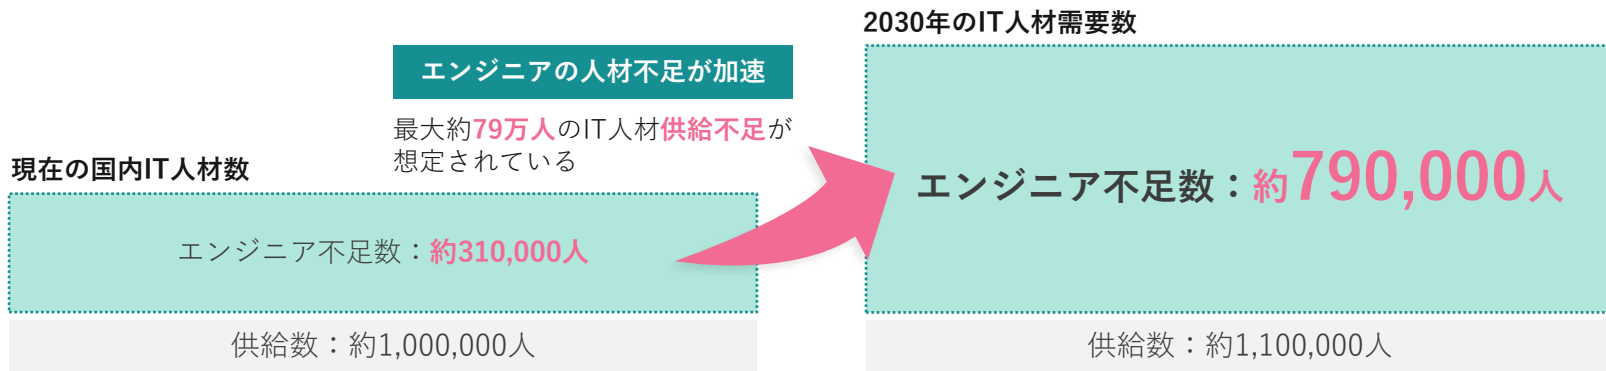 現在の国内IT人材数
エンジニア不足数：約310,000人
供給数：約1,000,000人
エンジニアの人材不足が加速
最大約79万人のIT人材供給不足が
想定されている
2030年のIT人材需要数
エンジニア不足数：約790,000人
供給数：約1,100,000人